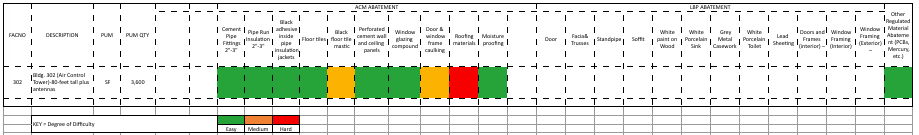 ACM ABATEMENT
LBP ABATEMENT
FACNO
DESCRIPTION
PUM
PUM QTY
Cement
Pipe
Fittings
2"-3"
Pipe Run
Insulation
2"-3"
Black
adhesive
inside
pipe
insulation
jackets
Floor tiles
Black
floor tile
mastic
Perforated
cement wall
and ceiling
panels
Window
glazing
compound
Door &
window
frame
caulking
Roofing
materials
Moisture
proofing
Door
Facia&
Trusses
Standpipe
Soffit
White
paint on
Wood
White
Porcelain
Sink
Grey
Metal
Casework
White
Porcelain
Toilet
Lead
Sheeting
Doors and
Frames
(Interior) –
Window
Framing
(Interior)
Window
Framing
(Exterior)
Other
Regulated
Material
Abateme
nt (PCBs,
Mercury,
etc.)
302
Bldg. 302 (Air Control
Tower)-80-feet tall plus
antennas
SF
3,600
KEY = Degree of Difficulty
Easy
Medium
Hard